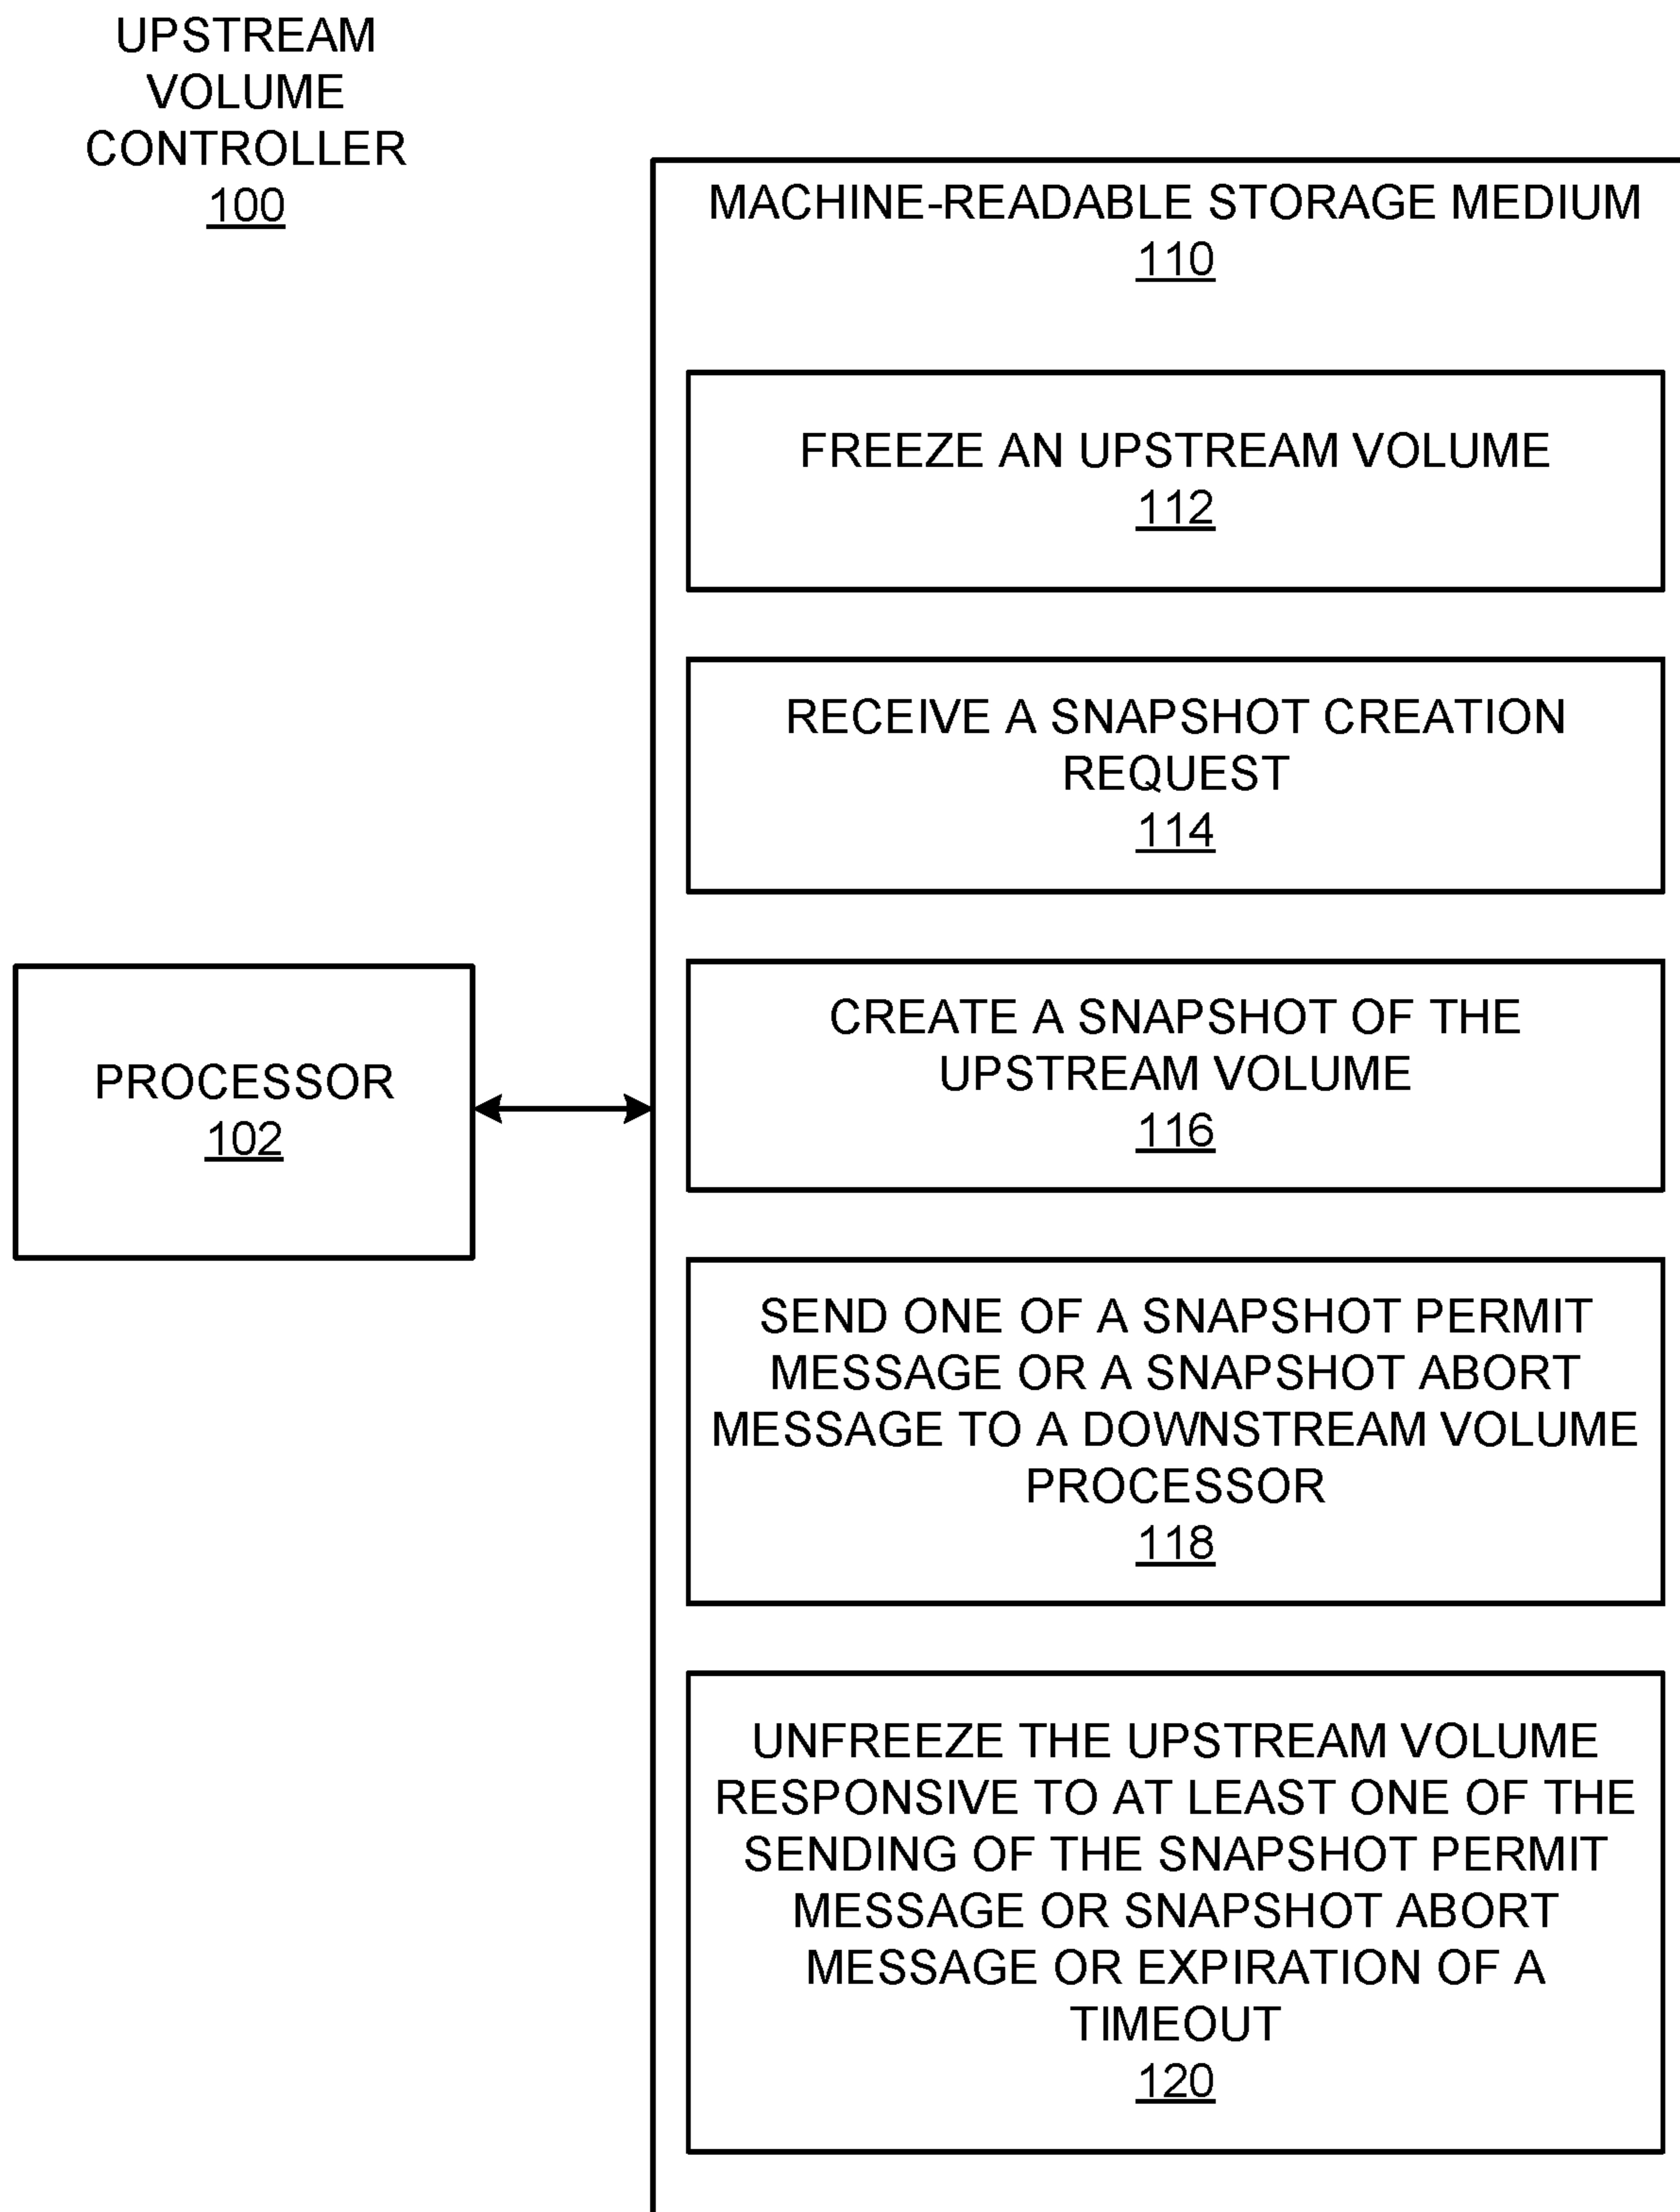 UPSTREAM
VOLUME
CONTROLLER
100
MACHINE-READABLE STORAGE MEDIUM
110
FREEZE AN UPSTREAM VOLUME
112
RECEIVE A SNAPSHOT CREATION
REQUEST
114
PROCESSOR
102
CREATE A SNAPSHOT OF THE
UPSTREAM VOLUME
116
SEND ONE OF A SNAPSHOT PERMIT
MESSAGE OR A SNAPSHOT ABORT
MESSAGE TO A DOWNSTREAM VOLUME
PROCESSOR
118
UNFREEZE THE UPSTREAM VOLUME
RESPONSIVE TO AT LEAST ONE OF THE
SENDING OF THE SNAPSHOT PERMIT
MESSAGE OR SNAPSHOT ABORT
MESSAGE OR EXPIRATION OF A
TIMEOUT
120